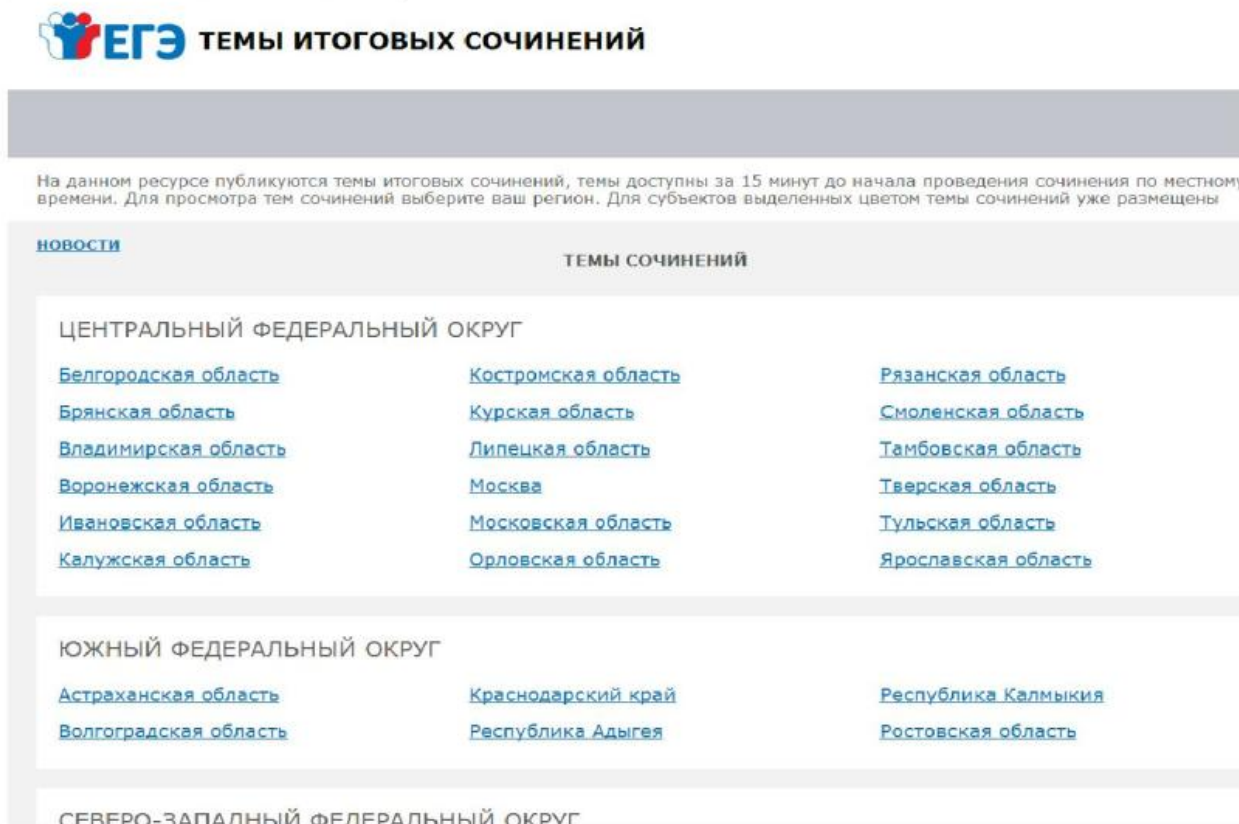 ЕГЭ ТЕМЫ ИТОГОВЫХ СОЧИНЕНИЙ
На данном ресурсе публикуются темы итоговых сочинений, темы доступны за 15 минут до начала проведения сочинения по местному
времени. Для просмотра тем сочинений выберите ваш регион. Для субъектов выделенных цветом темы сочинений уже размещены
НОВОСТИ
ТЕМЫ СОЧИНЕНИЙ
ЦЕНТРАЛЬНЫЙ ФЕДЕРАЛЬНЫЙ ОКРУГ
Белгородская область Костромская область Рязанская область
Брянская область Курская область Смоленская область
Владимирская область Липецкая область Тамбовская область
Воронежская область Москва Тверская область
Ивановская область Московская область Тульская область
Калужская область Орловская область Ярославская область
ЮЖНЫЙ ФЕДЕРАЛЬНЫЙ ОКРУГ
Астраханская область Краснодарский край Республика Калмыкия
Волгоградская область Республика Адыгея Ростовская область
СЕВЕРО-ЗАПАДНЫЙ ФЕДЕРАЛЬНЫЙ ОКРУГ